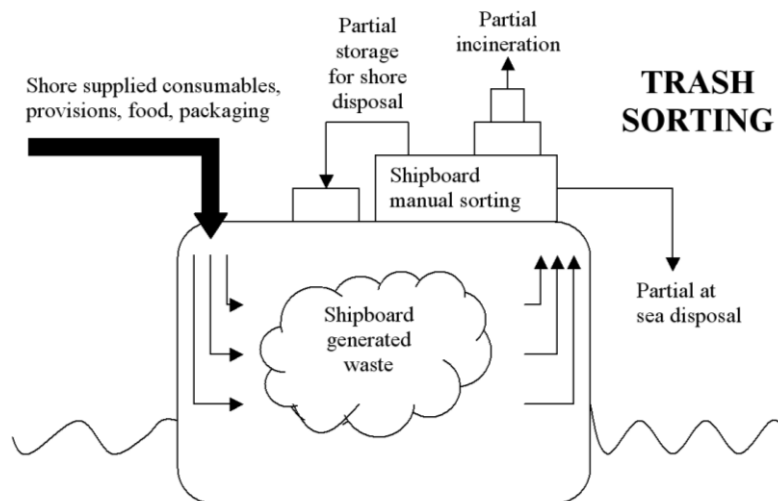 Partial
storage
for shore
disposal
Partial
incineration
TRASH
SORTING
Shore supplied consumables,
provisions, food, packaging
Shipboard
manual sorting
Partial at
sea disposal
Shipboard
generated
waste